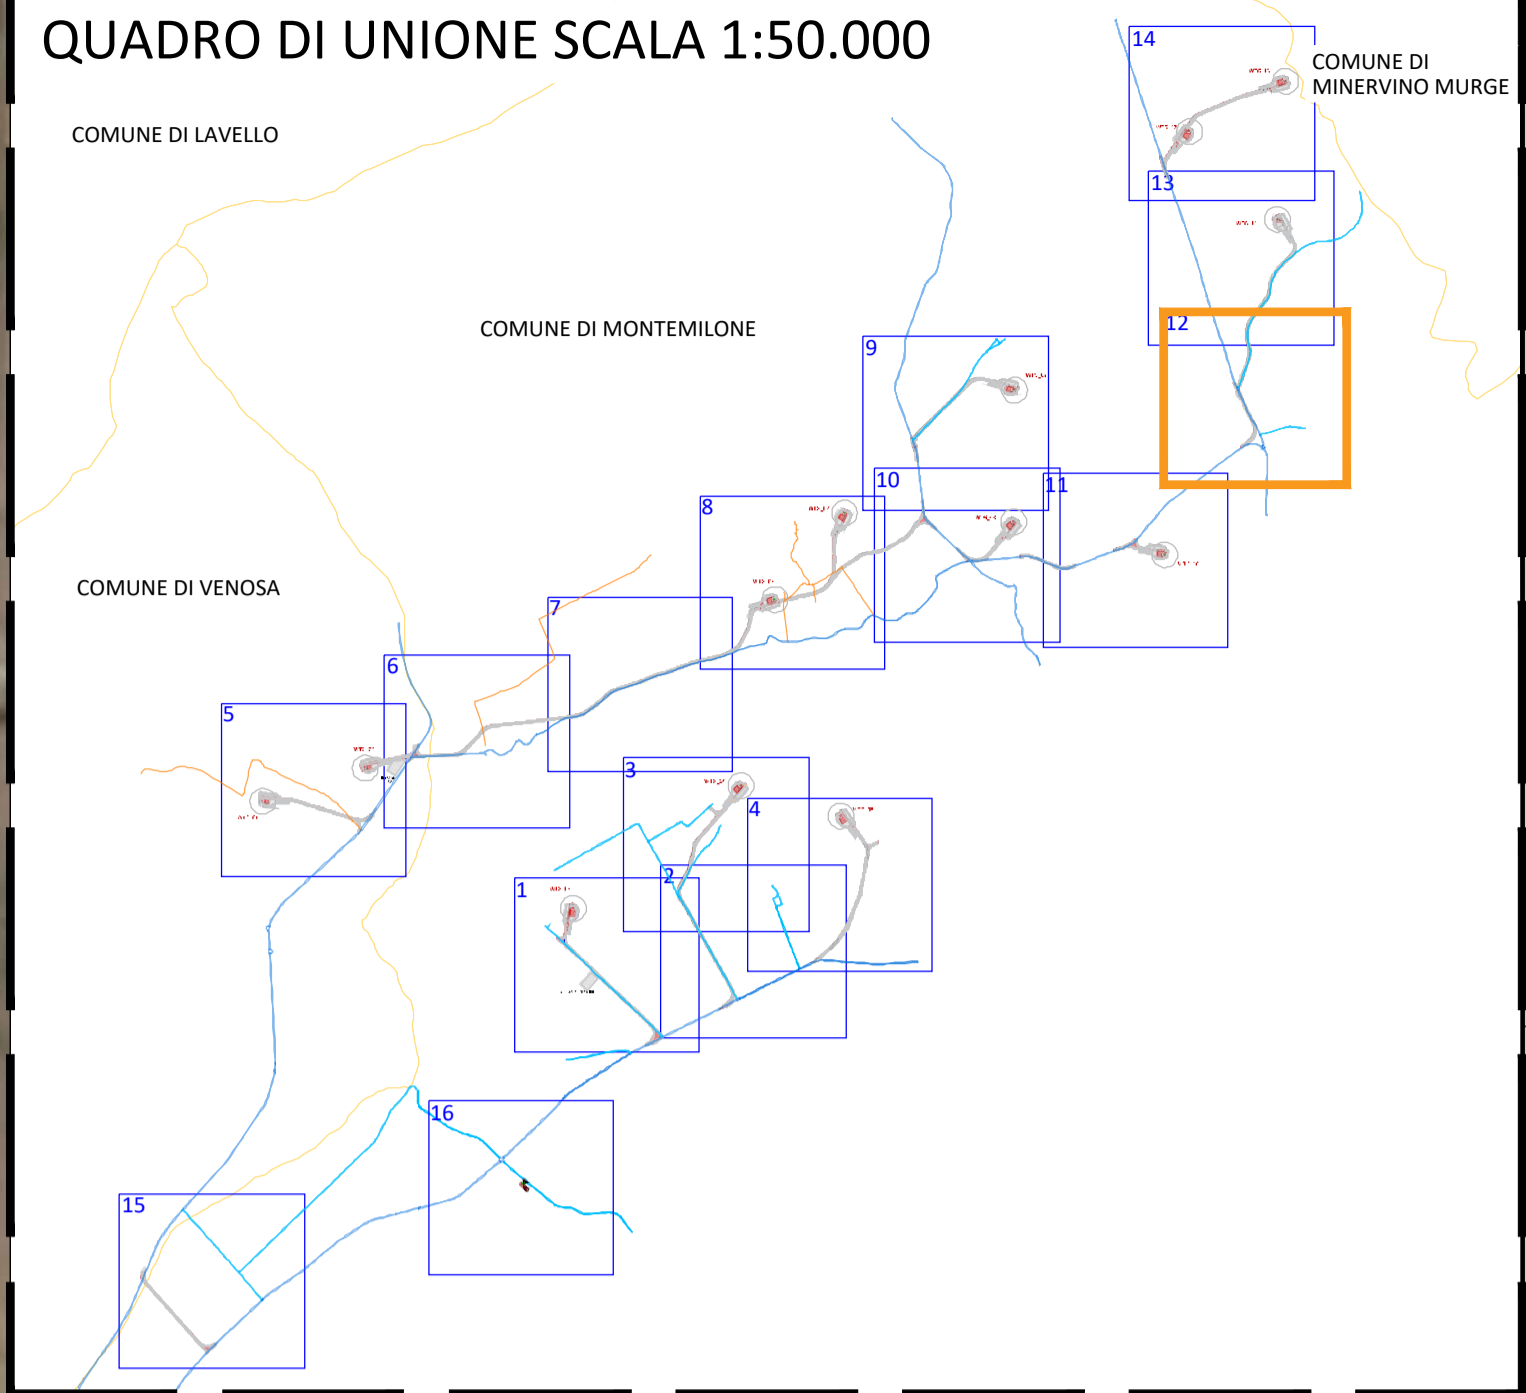 QUADRO DI UNIONE SCALA 1:50.000
14
COMUNE DI
MINERVINO MURGE
COMUNE DI LAVELLO
13
COMUNE DI MONTEMILONE
12
9
10
11
8
COMUNE DI VENOSA
7
6
5
3
4
2
1
16
15